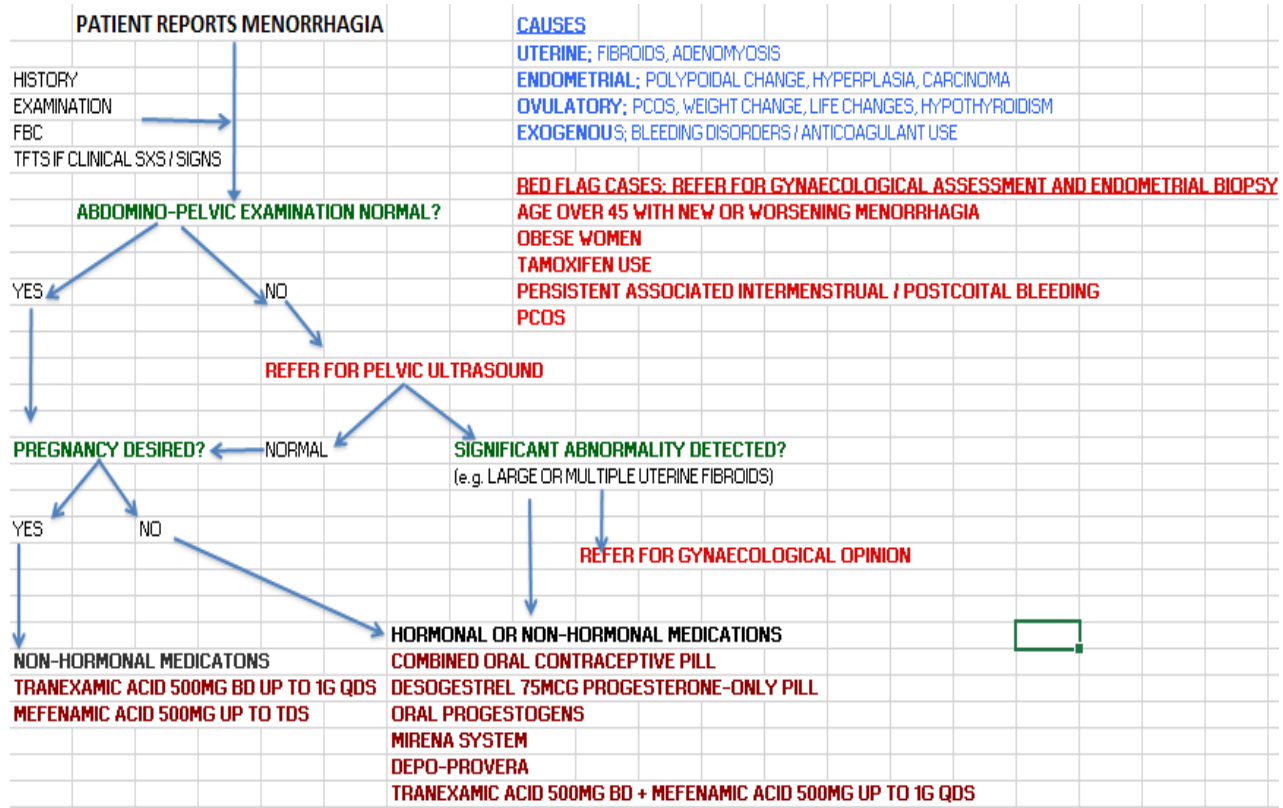 PATIENT REPORTS MENORRHAGIA
HISTORY
EXAMINATION
FBC
TFTS IF CLINICAL SXS / SIGNS
CAUSES
UTERINE; FIBROIDS, ADENOMYOSIS
ENDOMETRIAL; POLYPOIDAL CHANGE, HYPERPLASIA, CARCINOMA
OVULATORY; PCOS, WEIGHT CHANGE, LIFE CHANGES, HYPOTHYROIDISM
EXOGENOUS; BLEEDING DISORDERS / ANTICOAGULANT USE
RED FLAG CASES: REFER FOR GYNAECOLOGICAL ASSESSMENT AND ENDOMETRIAL BIOPSY
AGE OVER 45 WITH NEW OR WORSENING MENORRHAGIA
OBESE WOMEN
TAMOXIFEN USE
PERSISTENT ASSOCIATED INTERMENSTRUAL / POSTCOITAL BLEEDING
PCOS
ABDOMINO-PELVIC EXAMINATION NORMAL?
YES
NO
REFER FOR PELVIC ULTRASOUND
PREGNANCY DESIRED?
NORMAL
SIGNIFICANT ABNORMALITY DETECTED?
(e.g. LARGE OR MULTIPLE UTERINE FIBROIDS)
YES
NO
REFER FOR GYNAECOLOGICAL OPINION
NON-HORMONAL MEDICATONS
TRANEXAMIC ACID 500MG BD UP TO 1G QDS
MEFENAMIC ACID 500MG UP TO TDS
HORMONAL OR NON-HORMONAL MEDICATIONS
COMBINED ORAL CONTRACEPTIVE PILL
DESOGESTREL 75MCG PROGESTERONE-ONLY PILL
ORAL PROGESTOGENS
MIRENA SYSTEM
DEPO-PROVERA
TRANEXAMIC ACID 500MG BD + MEFENAMIC ACID 500MG UP TO 1G QDS